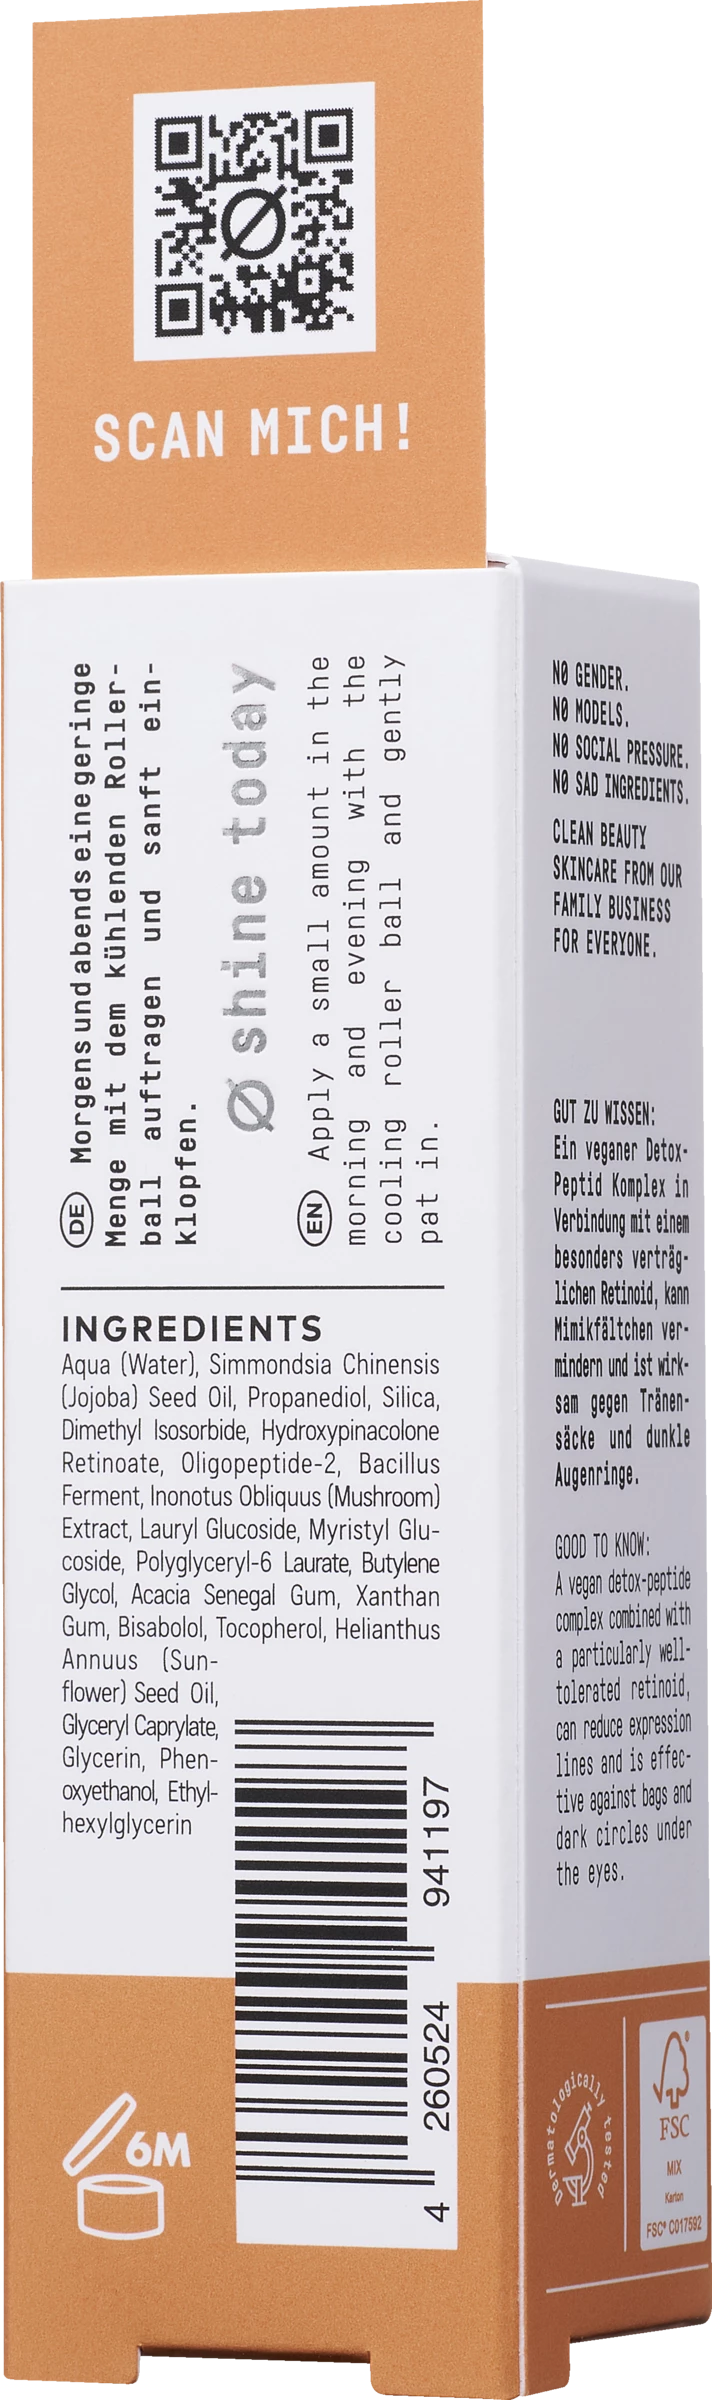 SCAN MICH!
DE Morgens und abends eine geringe
Menge mit dem kühlenden Roller-
ball auftragen und sanft ein-
klopfen.
Ø shine today
EN Apply a small amount in the
morning and evening with the
cooling roller ball and gently
pat in.
INGREDIENTS
Aqua (Water), Simmondsia Chinensis
(Jojoba) Seed Oil, Propanediol, Silica,
Dimethyl Isosorbide, Hydroxypinacolone
Retinoate, Oligopeptide-2, Bacillus
Ferment, Inonotus Obliquus (Mushroom)
Extract, Lauryl Glucoside, Myristyl Glu-
coside, Polyglyceryl-6 Laurate, Butylene
Glycol, Acacia Senegal Gum, Xanthan
Gum, Bisabolol, Tocopherol, Helianthus
Annuus (Sun-
flower) Seed Oil,
Glyceryl Caprylate,
Glycerin, Phen-
oxyethanol, Ethyl-
hexylglycerin
4 260524 941197
6M
NØ GENDER.
NØ MODELS.
NØ SOCIAL PRESSURE.
NØ SAD INGREDIENTS.
CLEAN BEAUTY
SKINCARE FROM OUR
FAMILY BUSINESS
FOR EVERYONE.
GUT ZU WISSEN:
Ein veganer Detox-
Peptid Komplex in
Verbindung mit einem
besonders verträg-
lichen Retinoid, kann
Mimikfältchen ver-
mindern und ist wirk-
sam gegen Tränen-
säcke und dunkle
Augenringe.
GOOD TO KNOW:
A vegan detox-peptide
complex combined with
a particularly well-
tolerated retinoid,
can reduce expression
lines and is effec-
tive against bags and
dark circles under
the eyes.
Dermatologically tested
FSC
MIX
Karton
FSC® C017592